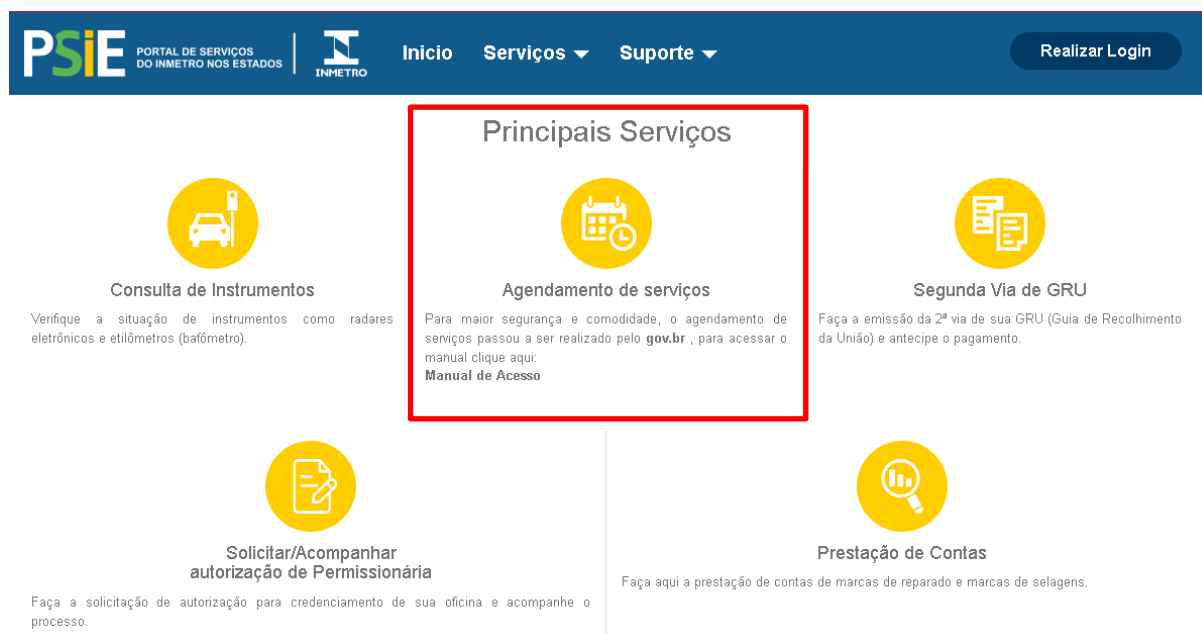 PSiE PORTAL DE SERVIÇOS
DO INMETRO NOS ESTADOS
INMETRO
Inicio Serviços Suporte
Realizar Login
Principais Serviços
Consulta de Instrumentos
Verifique a situação de instrumentos como radares
eletrônicos e etilômetros (bafômetro).
Agendamento de serviços
Para maior segurança e comodidade, o agendamento de
serviços passou a ser realizado pelo gov.br , para acessar o
manual clique aqui:
Manual de Acesso
Segunda Via de GRU
Faça a emissão da 2ª via de sua GRU (Guia de Recolhimento
da União) e antecipe o pagamento.
Solicitar/Acompanhar
autorização de Permissionária
Faça a solicitação de autorização para credenciamento de sua oficina e acompanhe o
processo.
Prestação de Contas
Faça aqui a prestação de contas de marcas de reparado e marcas de selagens.